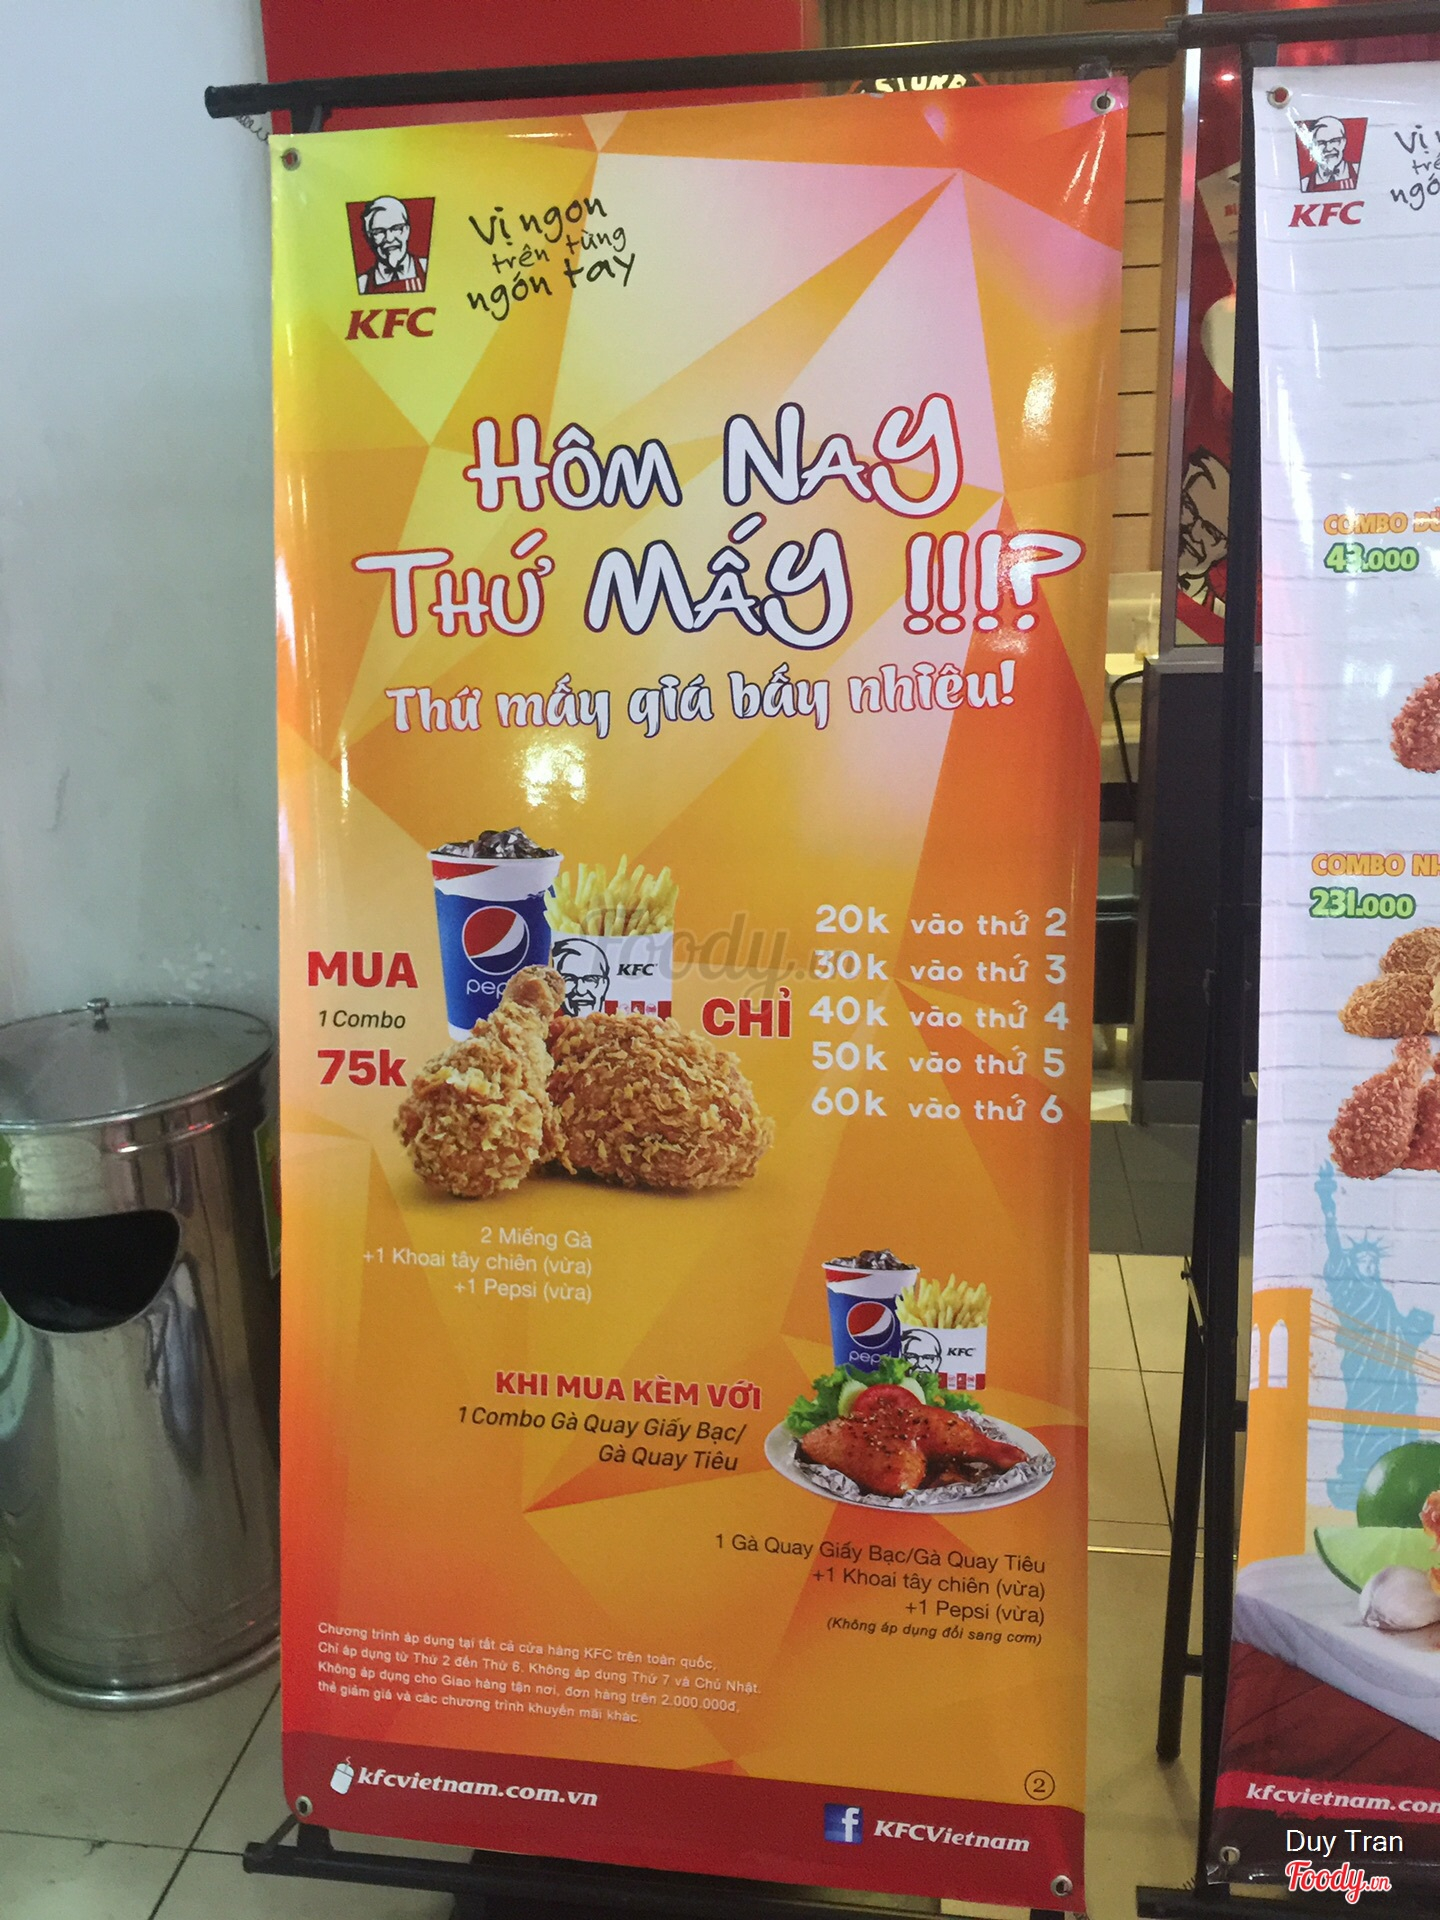 STORE
KFC
Vị ngon
trên từng
ngón tay
HÔM NAY
THỨ MẤY !!!?
Thứ mấy giá bấy nhiêu!
MUA
1 Combo
75k
pepsi
KFC
CHỈ
20k vào thứ 2
30k vào thứ 3
40k vào thứ 4
50k vào thứ 5
60k vào thứ 6
2 Miếng Gà
+1 Khoai tây chiên (vừa)
+1 Pepsi (vừa)
KHI MUA KÈM VỚI
1 Combo Gà Quay Giấy Bạc/
Gà Quay Tiêu
pepsi
KFC
1 Gà Quay Giấy Bạc/Gà Quay Tiêu
+1 Khoai tây chiên (vừa)
+1 Pepsi (vừa)
(Không áp dụng đổi sang cơm)
Chương trình áp dụng tại tất cả cửa hàng KFC trên toàn quốc,
Chỉ áp dụng từ Thứ 2 đến Thứ 6. Không áp dụng Thứ 7 và Chủ Nhật.
Không áp dụng cho Giao hàng tận nơi, đơn hàng trên 2.000.000đ,
thẻ giảm giá và các chương trình khuyến mãi khác.
2
kfcvietnam.com.vn
f KFCVietnam
KFC
COMBO
43.000
COMBO
231.000
kfcvietnam.com
Foody.vn
Duy Tran
Foody.vn